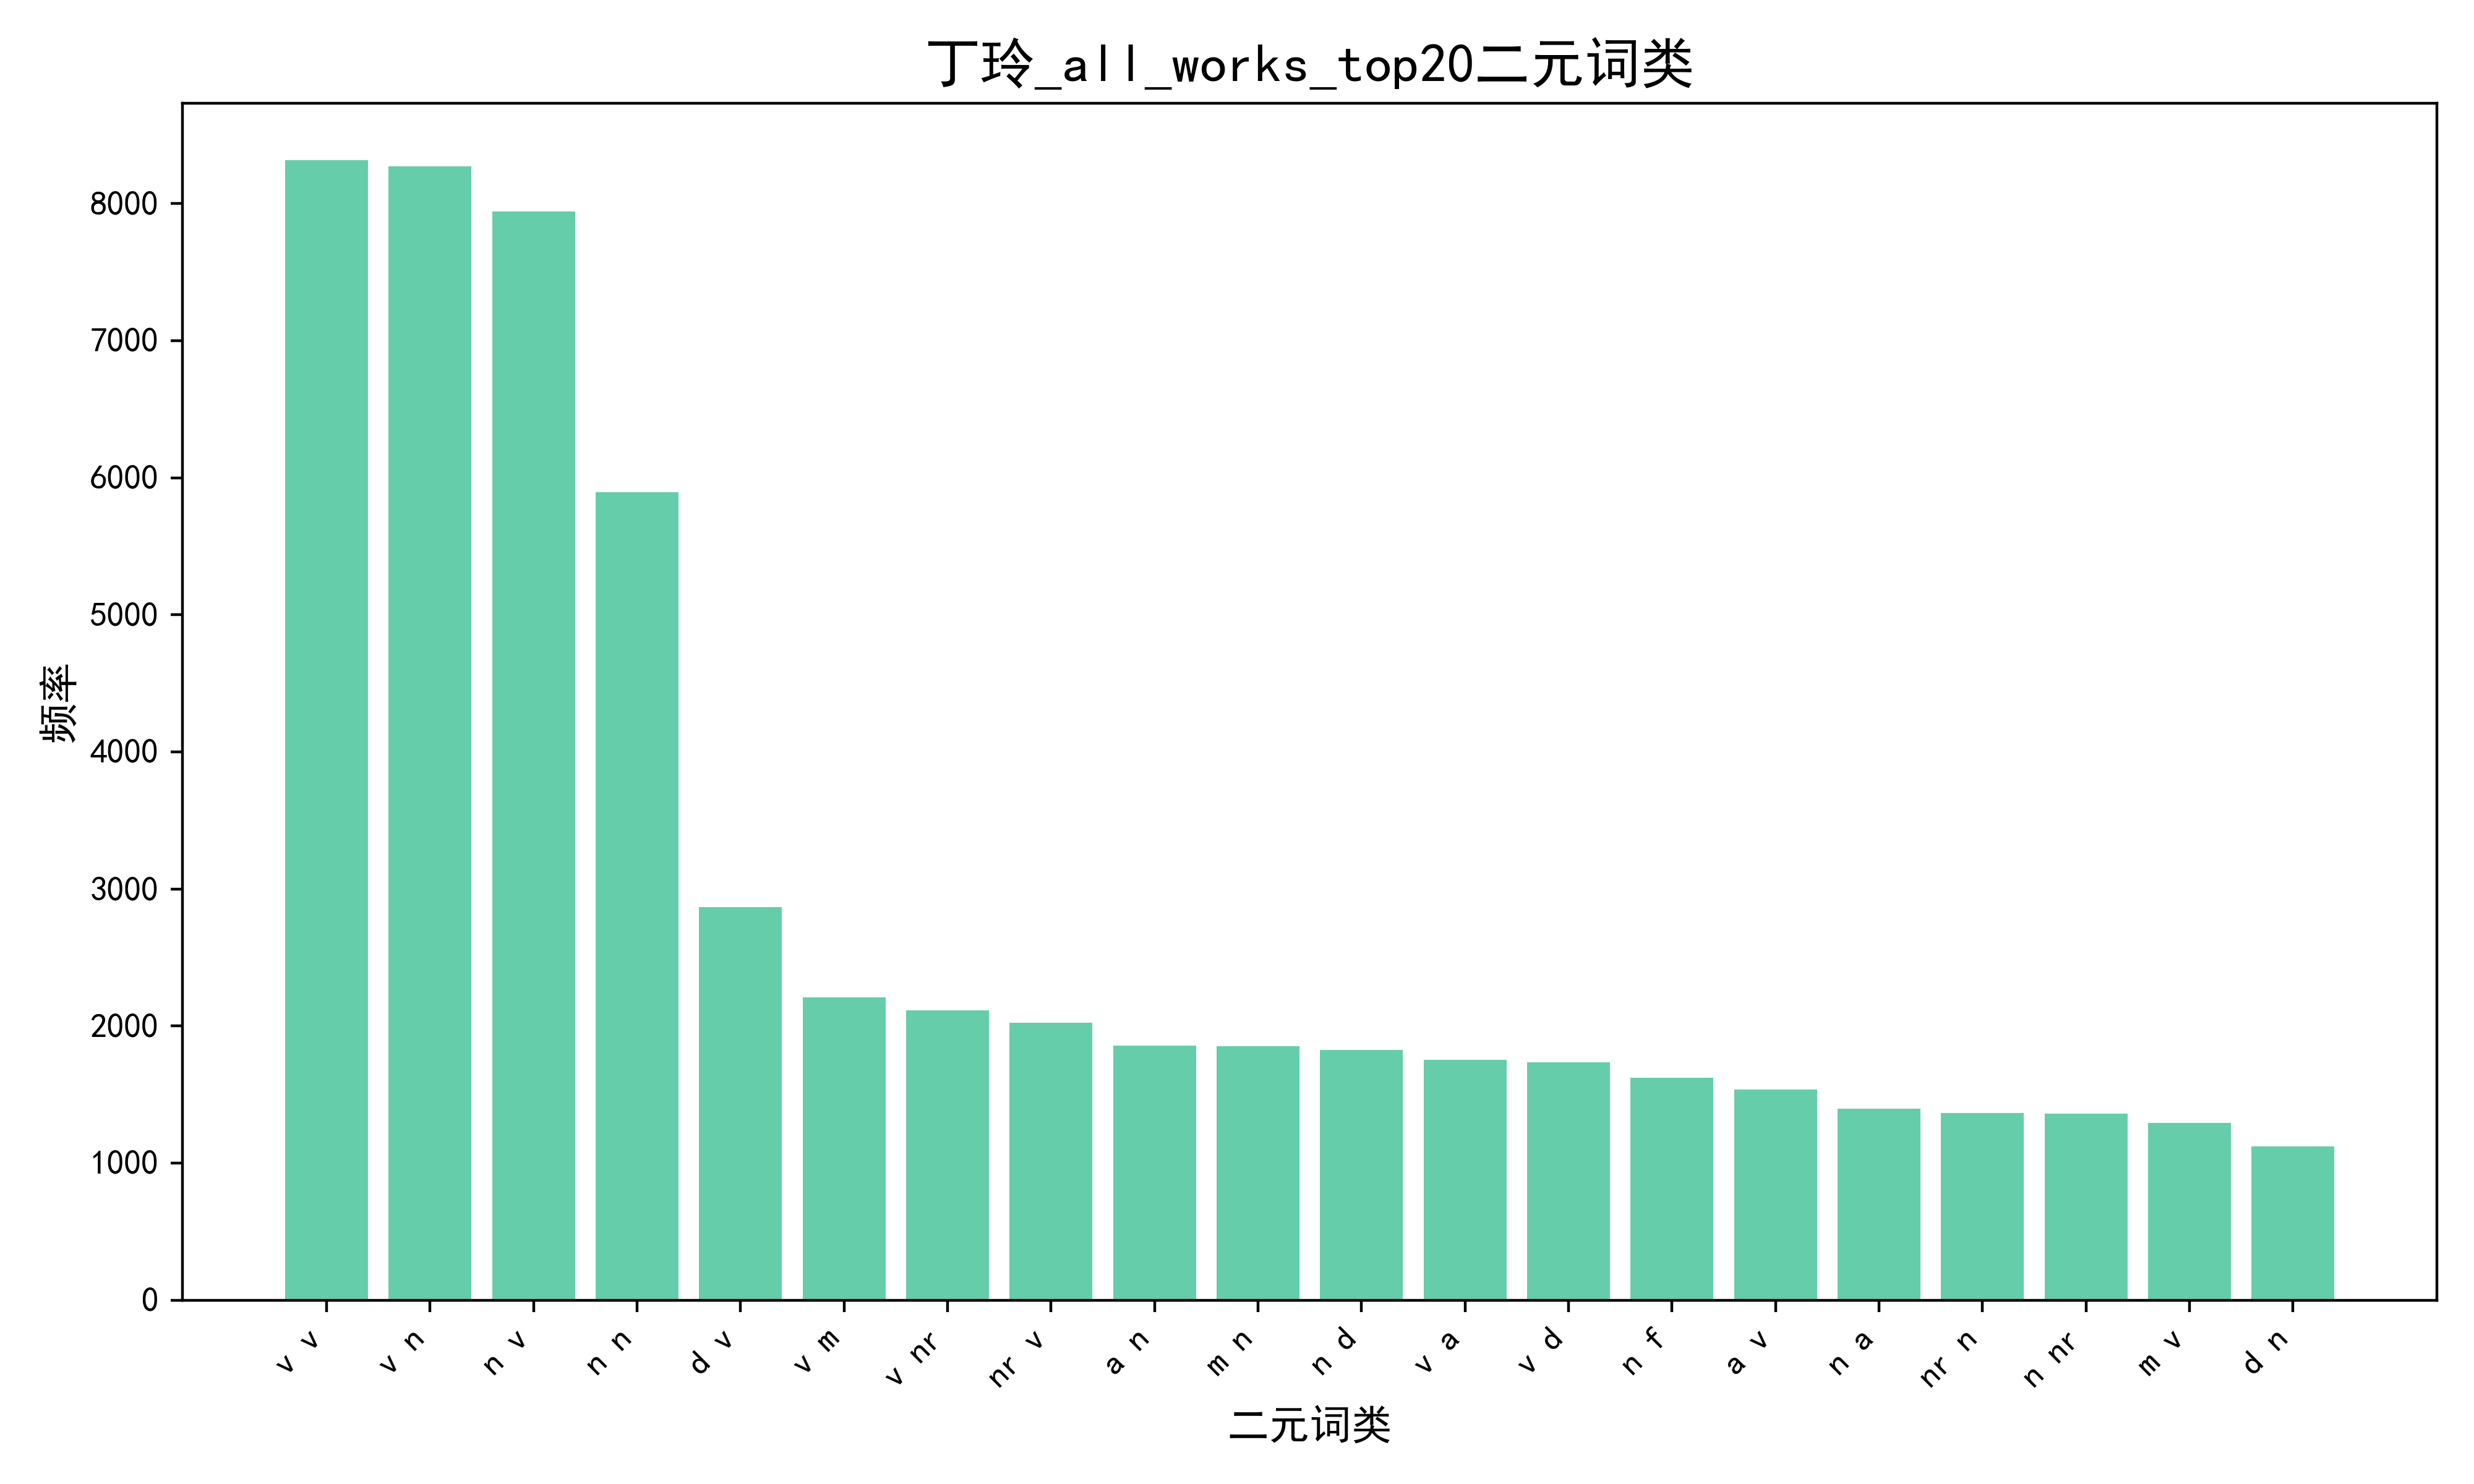 丁玲_all_works_top20二元词类
频率
8000
7000
6000
5000
4000
3000
2000
1000
0
v v
v n
n v
n n
d v
v m
v nr
nr v
a n
m n
n d
v a
v d
n f
a v
n a
nr n
n nr
m v
d n
二元词类